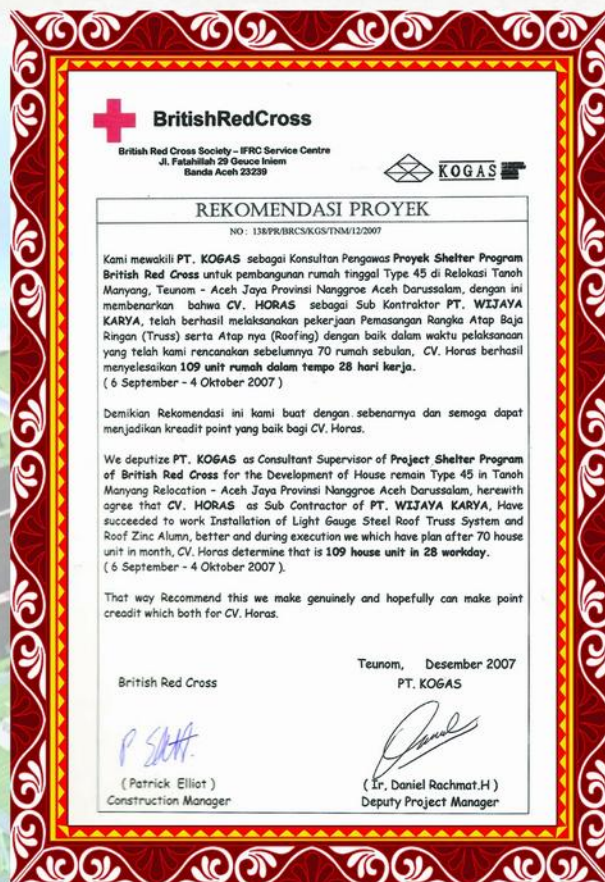 BritishRedCross
British Red Cross Society – IFRC Service Centre
Jl. Fatahillah 29 Geuce Iniem
Banda Aceh 23239
KOGAS
REKOMENDASI PROYEK
NO : 138/PR/BRCS/KGS/TNM/12/2007
Kami mewakili PT. KOGAS sebagai Konsultan Pengawas Proyek Shelter Program
British Red Cross untuk pembangunan rumah tinggal Type 45 di Relokasi Tanoh
Manyang, Teunom – Aceh Jaya Provinsi Nanggroe Aceh Darussalam, dengan ini
membenarkan bahwa CV. HORAS sebagai Sub Kontraktor PT. WIJAYA
KARYA, telah berhasil melaksanakan pekerjaan Pemasangan Rangka Atap Baja
Ringan (Truss) serta Atap nya (Roofing) dengan baik dalam waktu pelaksanaan
yang telah kami rencanakan sebelumnya 70 rumah sebulan, CV. Horas berhasil
menyelesaikan 109 unit rumah dalam tempo 28 hari kerja.
( 6 September - 4 Oktober 2007 )
Demikian Rekomendasi ini kami buat dengan sebenarnya dan semoga dapat
menjadikan kreadit point yang baik bagi CV. Horas.
We deputize PT. KOGAS as Consultant Supervisor of Project Shelter Program
of British Red Cross for the Development of House remain Type 45 in Tanoh
Manyang Relocation – Aceh Jaya Provinsi Nanggroe Aceh Darussalam, herewith
agree that CV. HORAS as Sub Contractor of PT. WIJAYA KARYA, Have
succeeded to work Installation of Light Gauge Steel Roof Truss System and
Roof Zinc Alumn, better and during execution we which have plan after 70 house
unit in month, CV. Horas determine that is 109 house unit in 28 workday.
( 6 September - 4 Oktober 2007 ).
That way Recommend this we make genuinely and hopefully can make point
creadit which both for CV. Horas.
Teunom, Desember 2007
British Red Cross PT. KOGAS
( Patrick Elliot ) ( Ir. Daniel Rachmat.H )
Construction Manager Deputy Project Manager